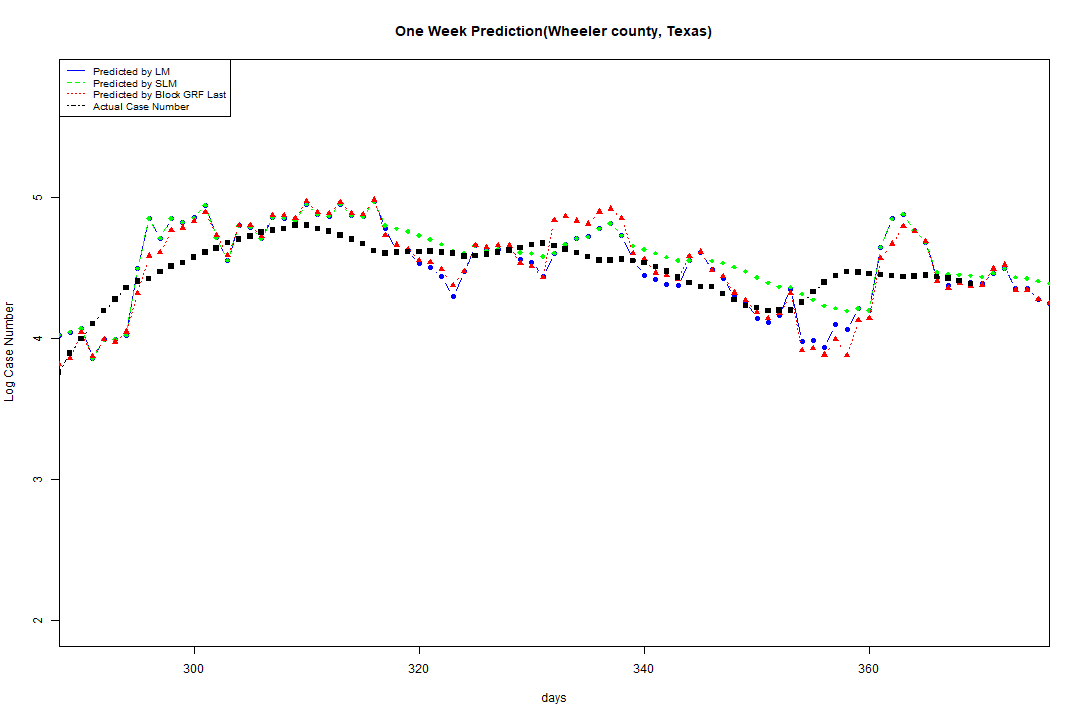 One Week Prediction(Wheeler county, Texas)
Predicted by LM
Predicted by SLM
Predicted by Block GRF Last
Actual Case Number
5
4
3
2
Log Case Number
300 320 340 360
days